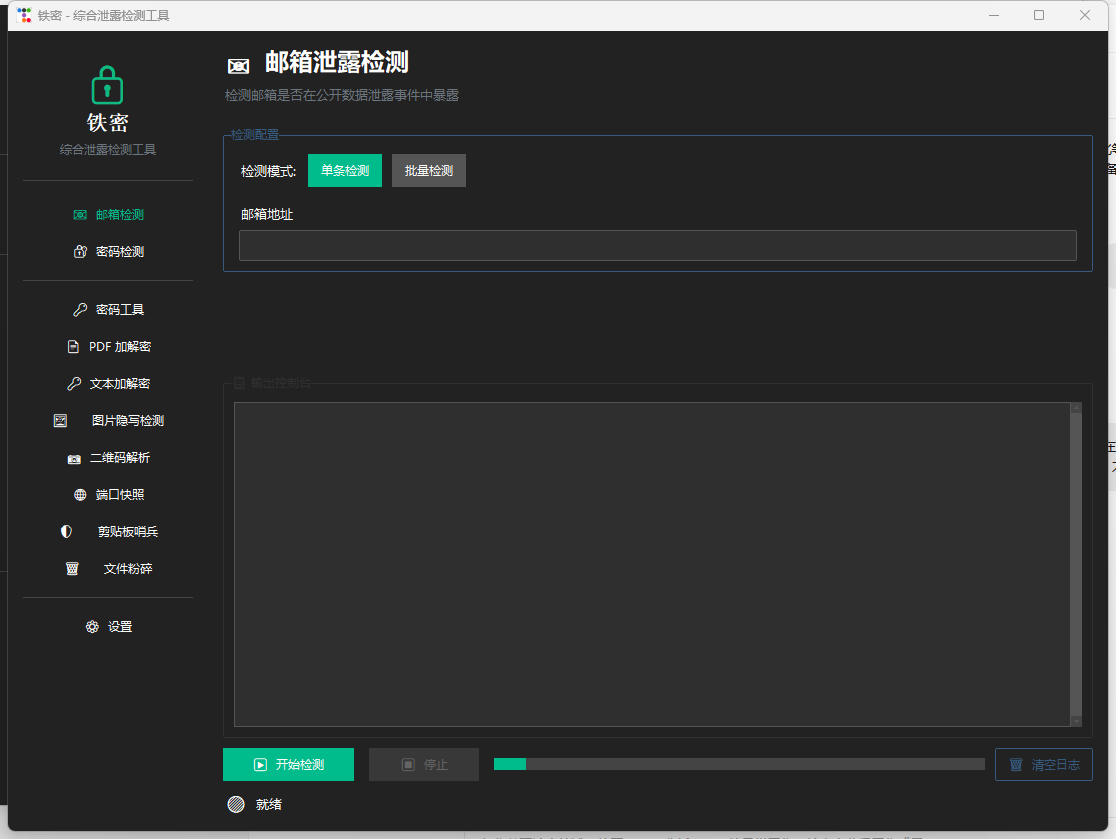 铁密 - 综合泄露检测工具
铁密
综合泄露检测工具
邮箱检测
密码检测
密码工具
PDF 加解密
文本加解密
图片隐写检测
二维码解析
端口快照
剪贴板哨兵
文件粉碎
设置
邮箱泄露检测
检测邮箱是否在公开数据泄露事件中暴露
检测配置
检测模式: 单条检测 批量检测
邮箱地址
输出控制台
开始检测 停止 清空日志
就绪